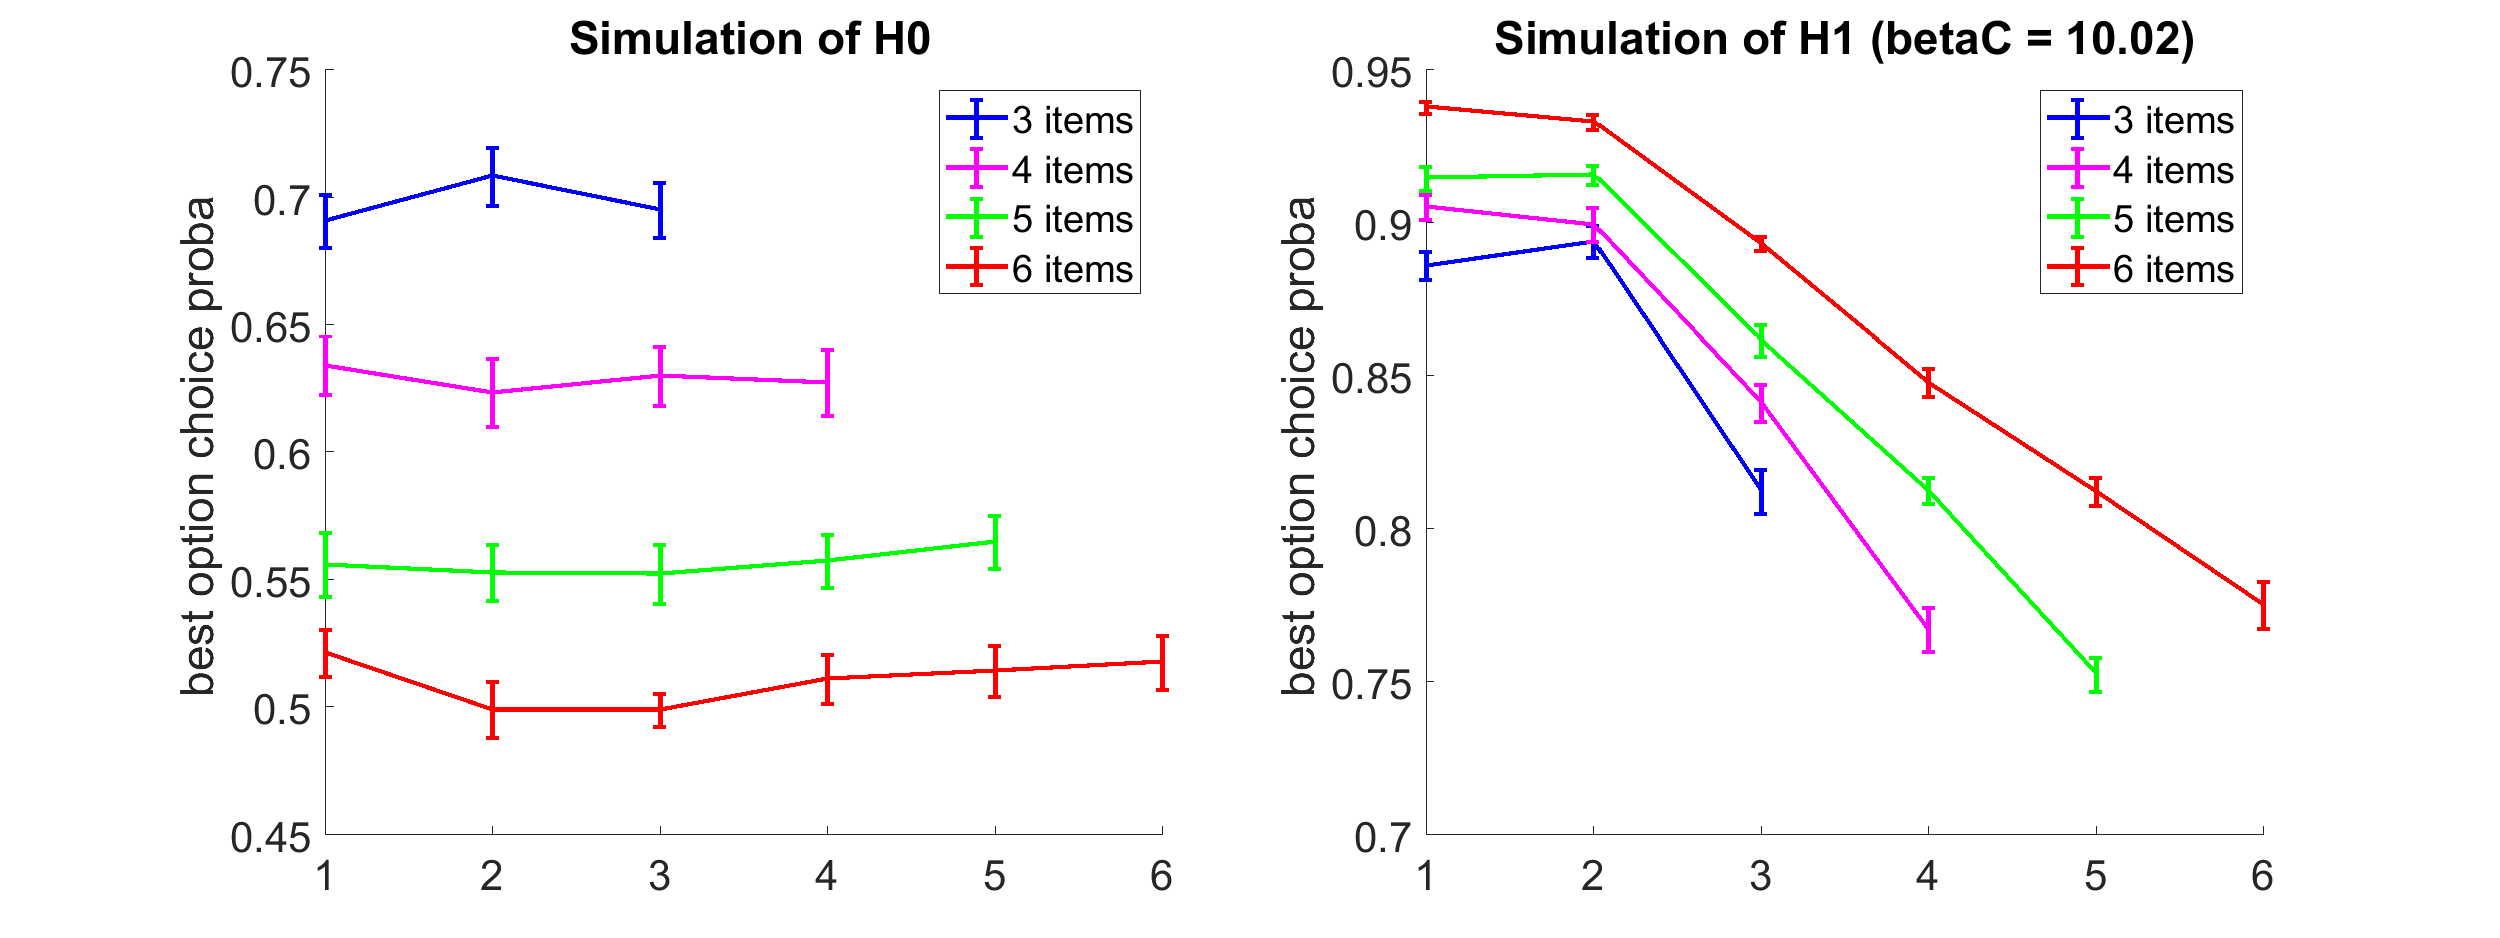 Simulation of H0
best option choice proba
0.75
0.7
0.65
0.6
0.55
0.5
0.45
1 2 3 4 5 6
3 items
4 items
5 items
6 items
Simulation of H1 (betaC = 10.02)
best option choice proba
0.95
0.9
0.85
0.8
0.75
0.7
1 2 3 4 5 6
3 items
4 items
5 items
6 items